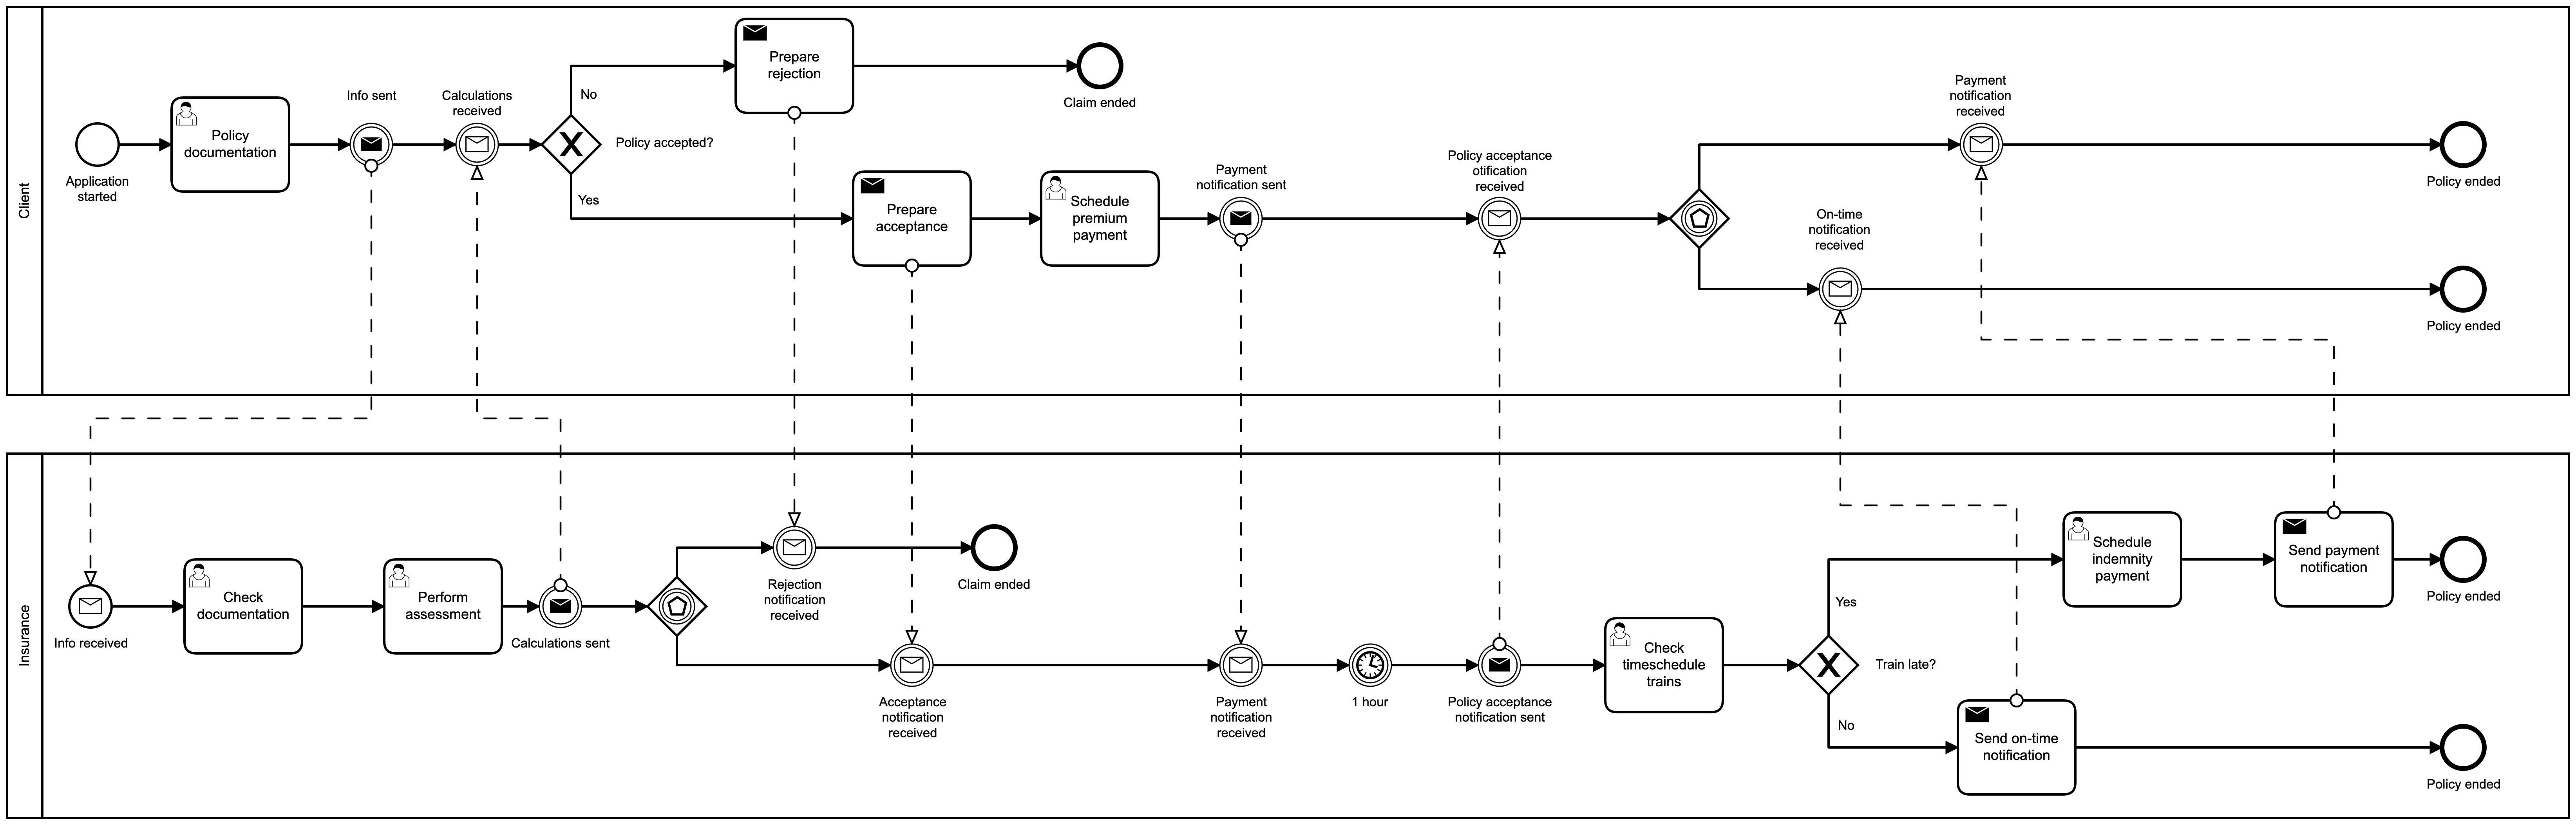 Client
Application
started
Policy
documentation
Info sent
Calculations
received
No
Policy accepted?
Yes
Prepare
rejection
Claim ended
Prepare
acceptance
Schedule
premium
payment
Payment
notification sent
Policy acceptance
otification
received
Payment
notification
received
Policy ended
On-time
notification
received
Policy ended
Insurance
Info received
Check
documentation
Perform
assessment
Calculations sent
Rejection
notification
received
Claim ended
Acceptance
notification
received
Payment
notification
received
1 hour
Policy acceptance
notification sent
Check
timeschedule
trains
Yes
Train late?
No
Schedule
indemnity
payment
Send payment
notification
Policy ended
Send on-time
notification
Policy ended